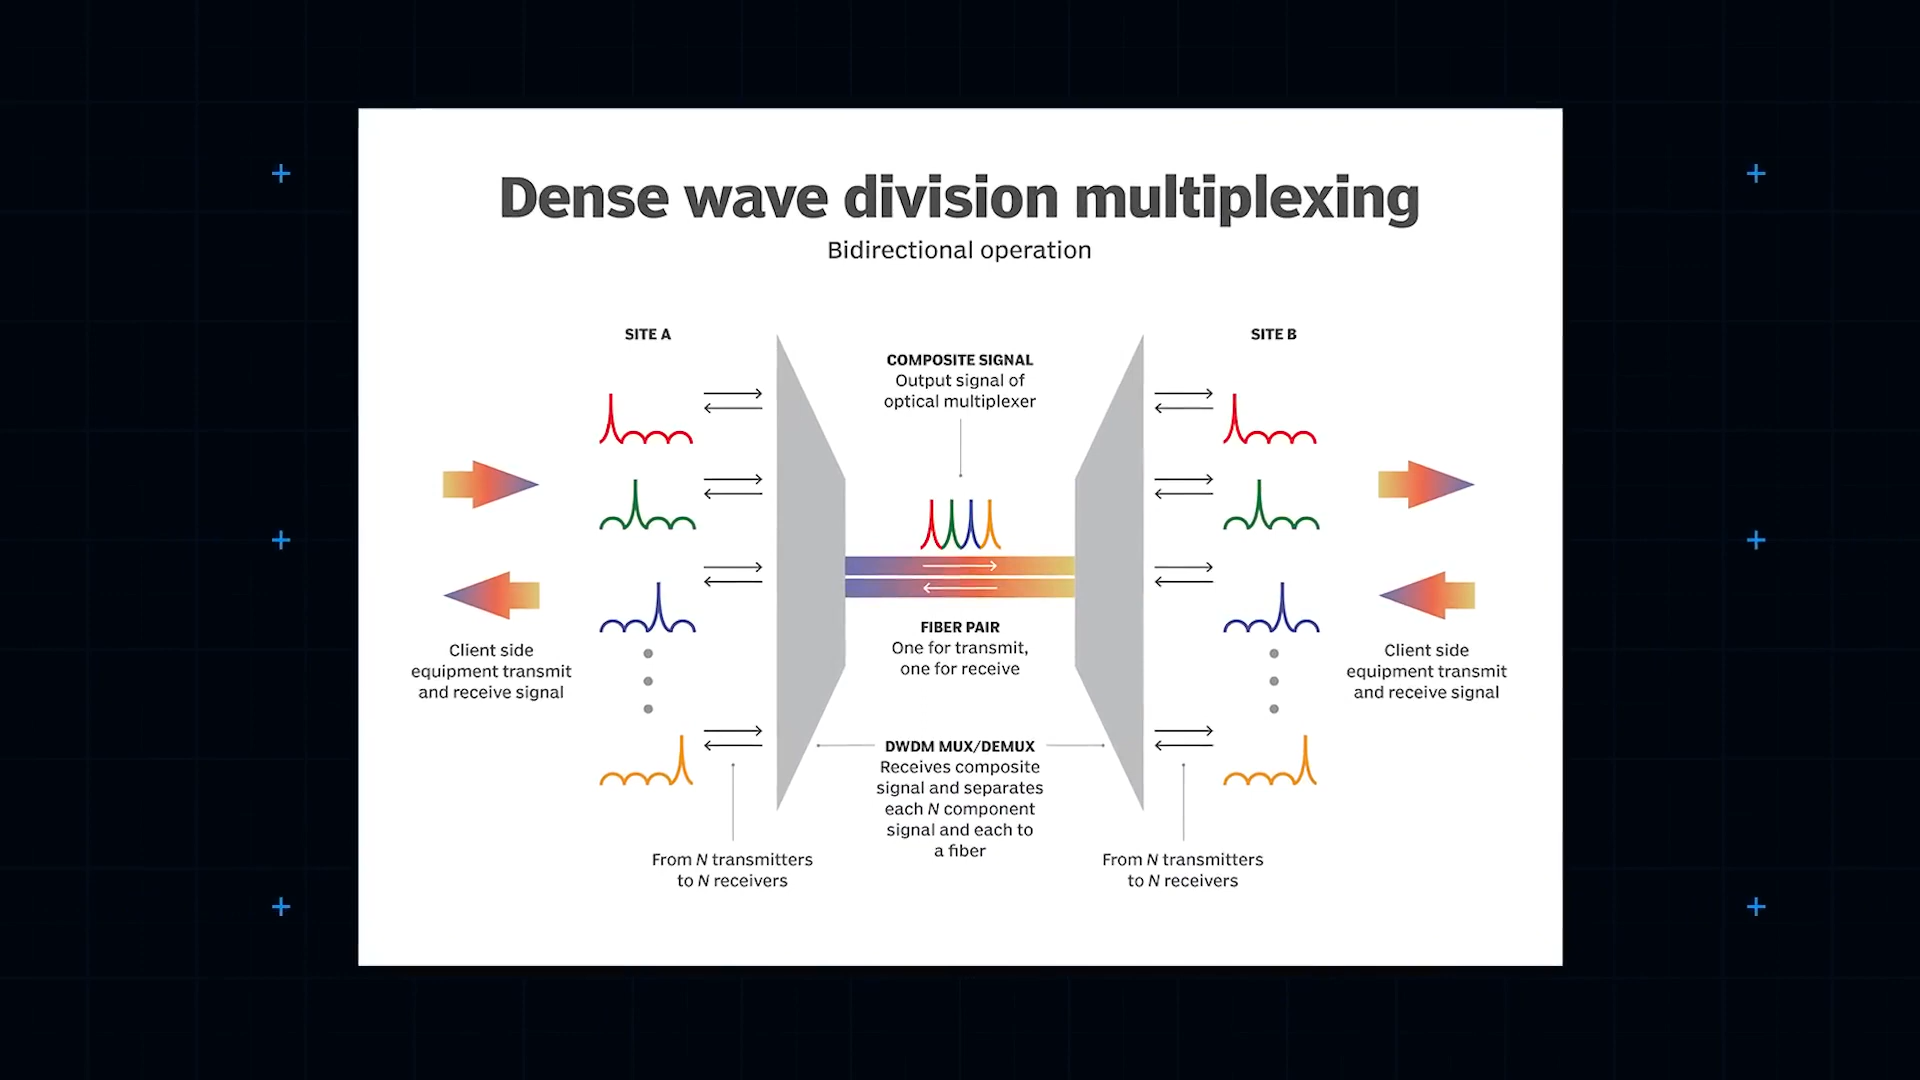 Dense wave division multiplexing
Bidirectional operation
SITE A
SITE B
COMPOSITE SIGNAL
Output signal of
optical multiplexer
FIBER PAIR
One for transmit,
one for receive
Client side
equipment transmit
and receive signal
Client side
equipment transmit
and receive signal
DWDM MUX/DEMUX
Receives composite
signal and separates
each N component
signal and each to
a fiber
From N transmitters
to N receivers
From N transmitters
to N receivers